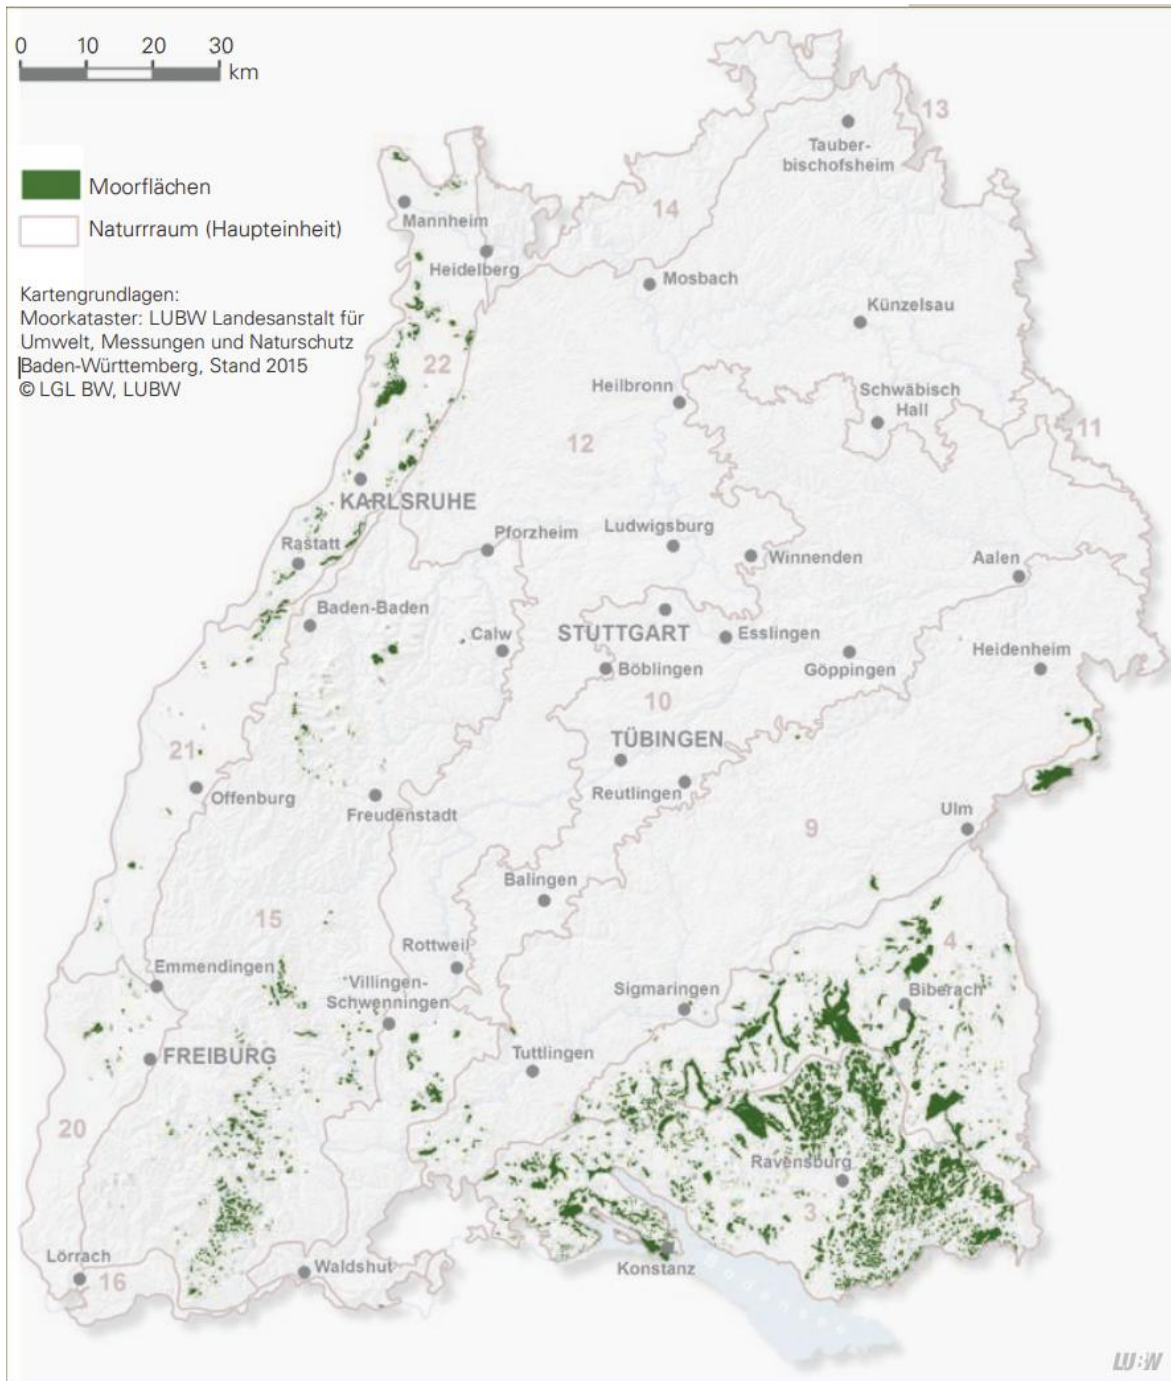 0 10 20 30
km
Moorflächen
Naturrraum (Haupteinheit)
Kartengrundlagen:
Moorkataster: LUBW Landesanstalt für
Umwelt, Messungen und Naturschutz
Baden-Württemberg, Stand 2015
© LGL BW, LUBW
13
Tauber-
bischofsheim
14
Mannheim
Heidelberg
Mosbach
Künzelsau
22
Heilbronn
Schwäbisch
Hall
11
12
KARLSRUHE
Pforzheim
Ludwigsburg
Rastatt
Winnenden
Aalen
Baden-Baden
Calw
STUTTGART
Esslingen
Heidenheim
Böblingen
Göppingen
10
TÜBINGEN
21
Offenburg
Reutlingen
Freudenstadt
Ulm
9
Balingen
15
4
Rottweil
Emmendingen
Villingen-
Schwenningen
Sigmaringen
Biberach
FREIBURG
Tuttlingen
20
Ravensburg
3
Lörrach
16
Waldshut
Konstanz
Bodensee
LU:W